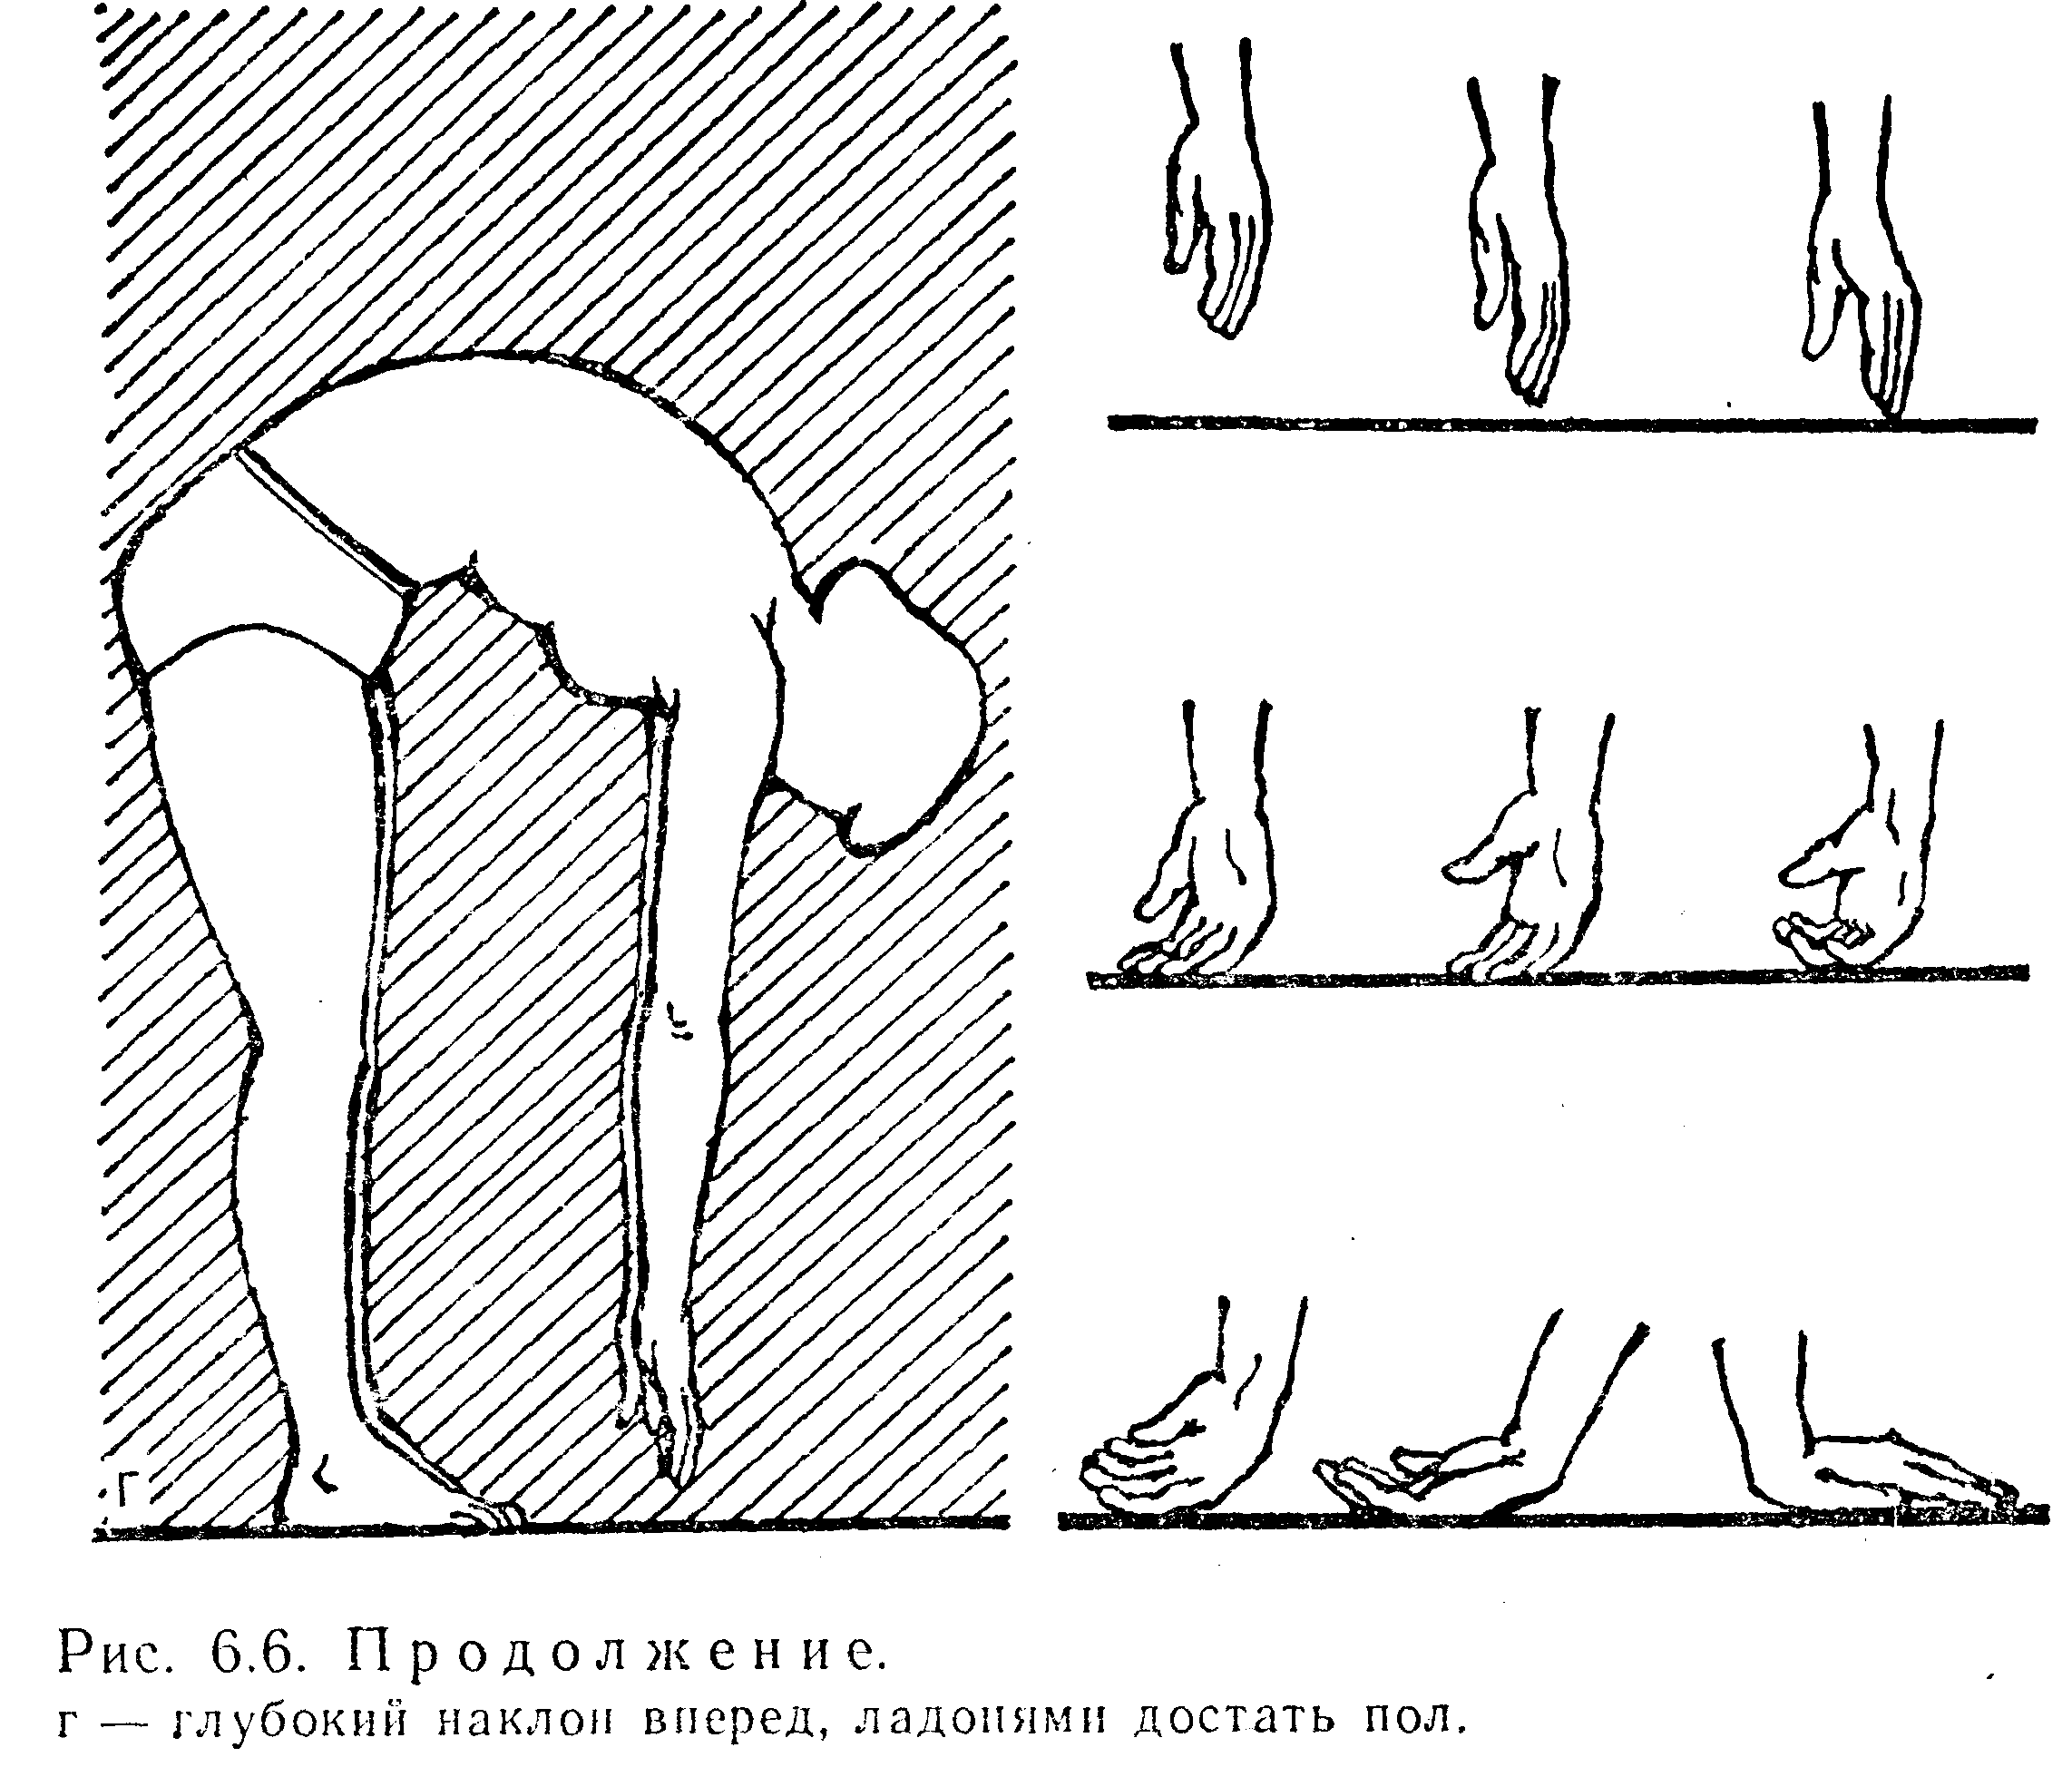 Г
Рис. 6.6. Продолжение.
г — глубокий наклон вперед, ладонями достать пол.